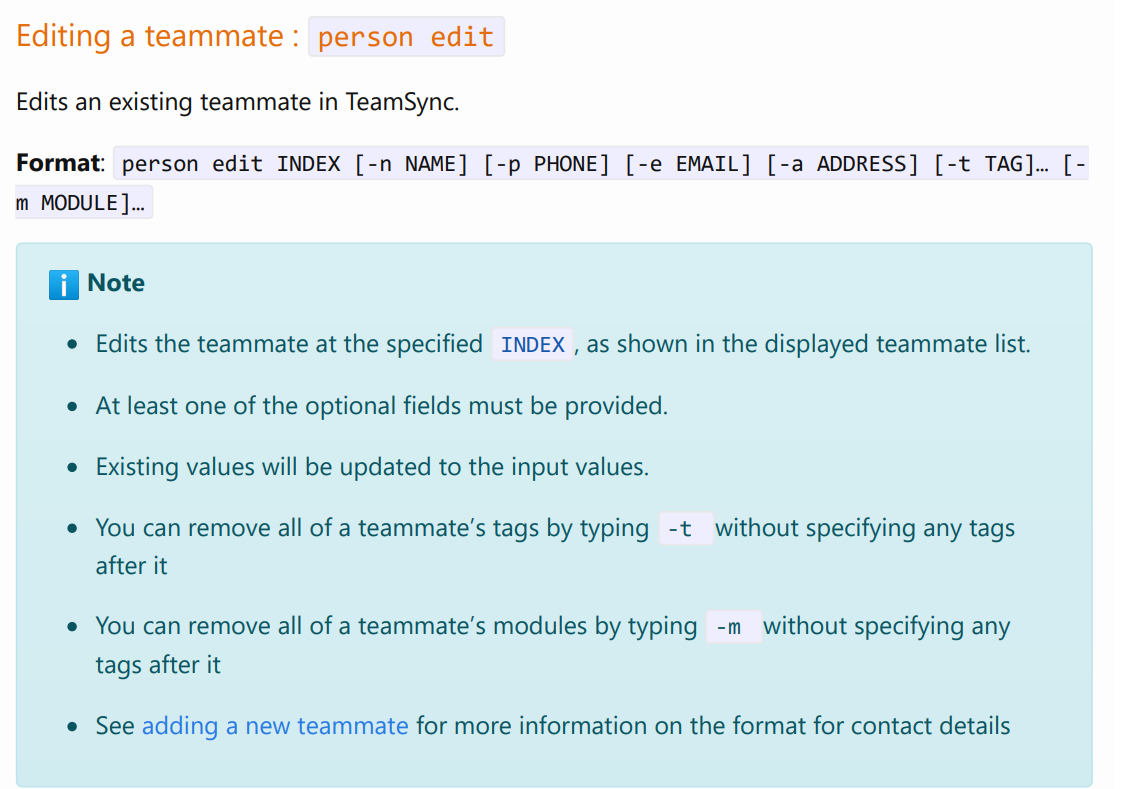 Editing a teammate : person edit
Edits an existing teammate in TeamSync.
Format: person edit INDEX [-n NAME] [-p PHONE] [-e EMAIL] [-a ADDRESS] [-t TAG]… [-
m MODULE]…
ℹ️ Note
• Edits the teammate at the specified INDEX, as shown in the displayed teammate list.
• At least one of the optional fields must be provided.
• Existing values will be updated to the input values.
• You can remove all of a teammate’s tags by typing -t without specifying any tags
after it
• You can remove all of a teammate’s modules by typing -m without specifying any
tags after it
• See adding a new teammate for more information on the format for contact details